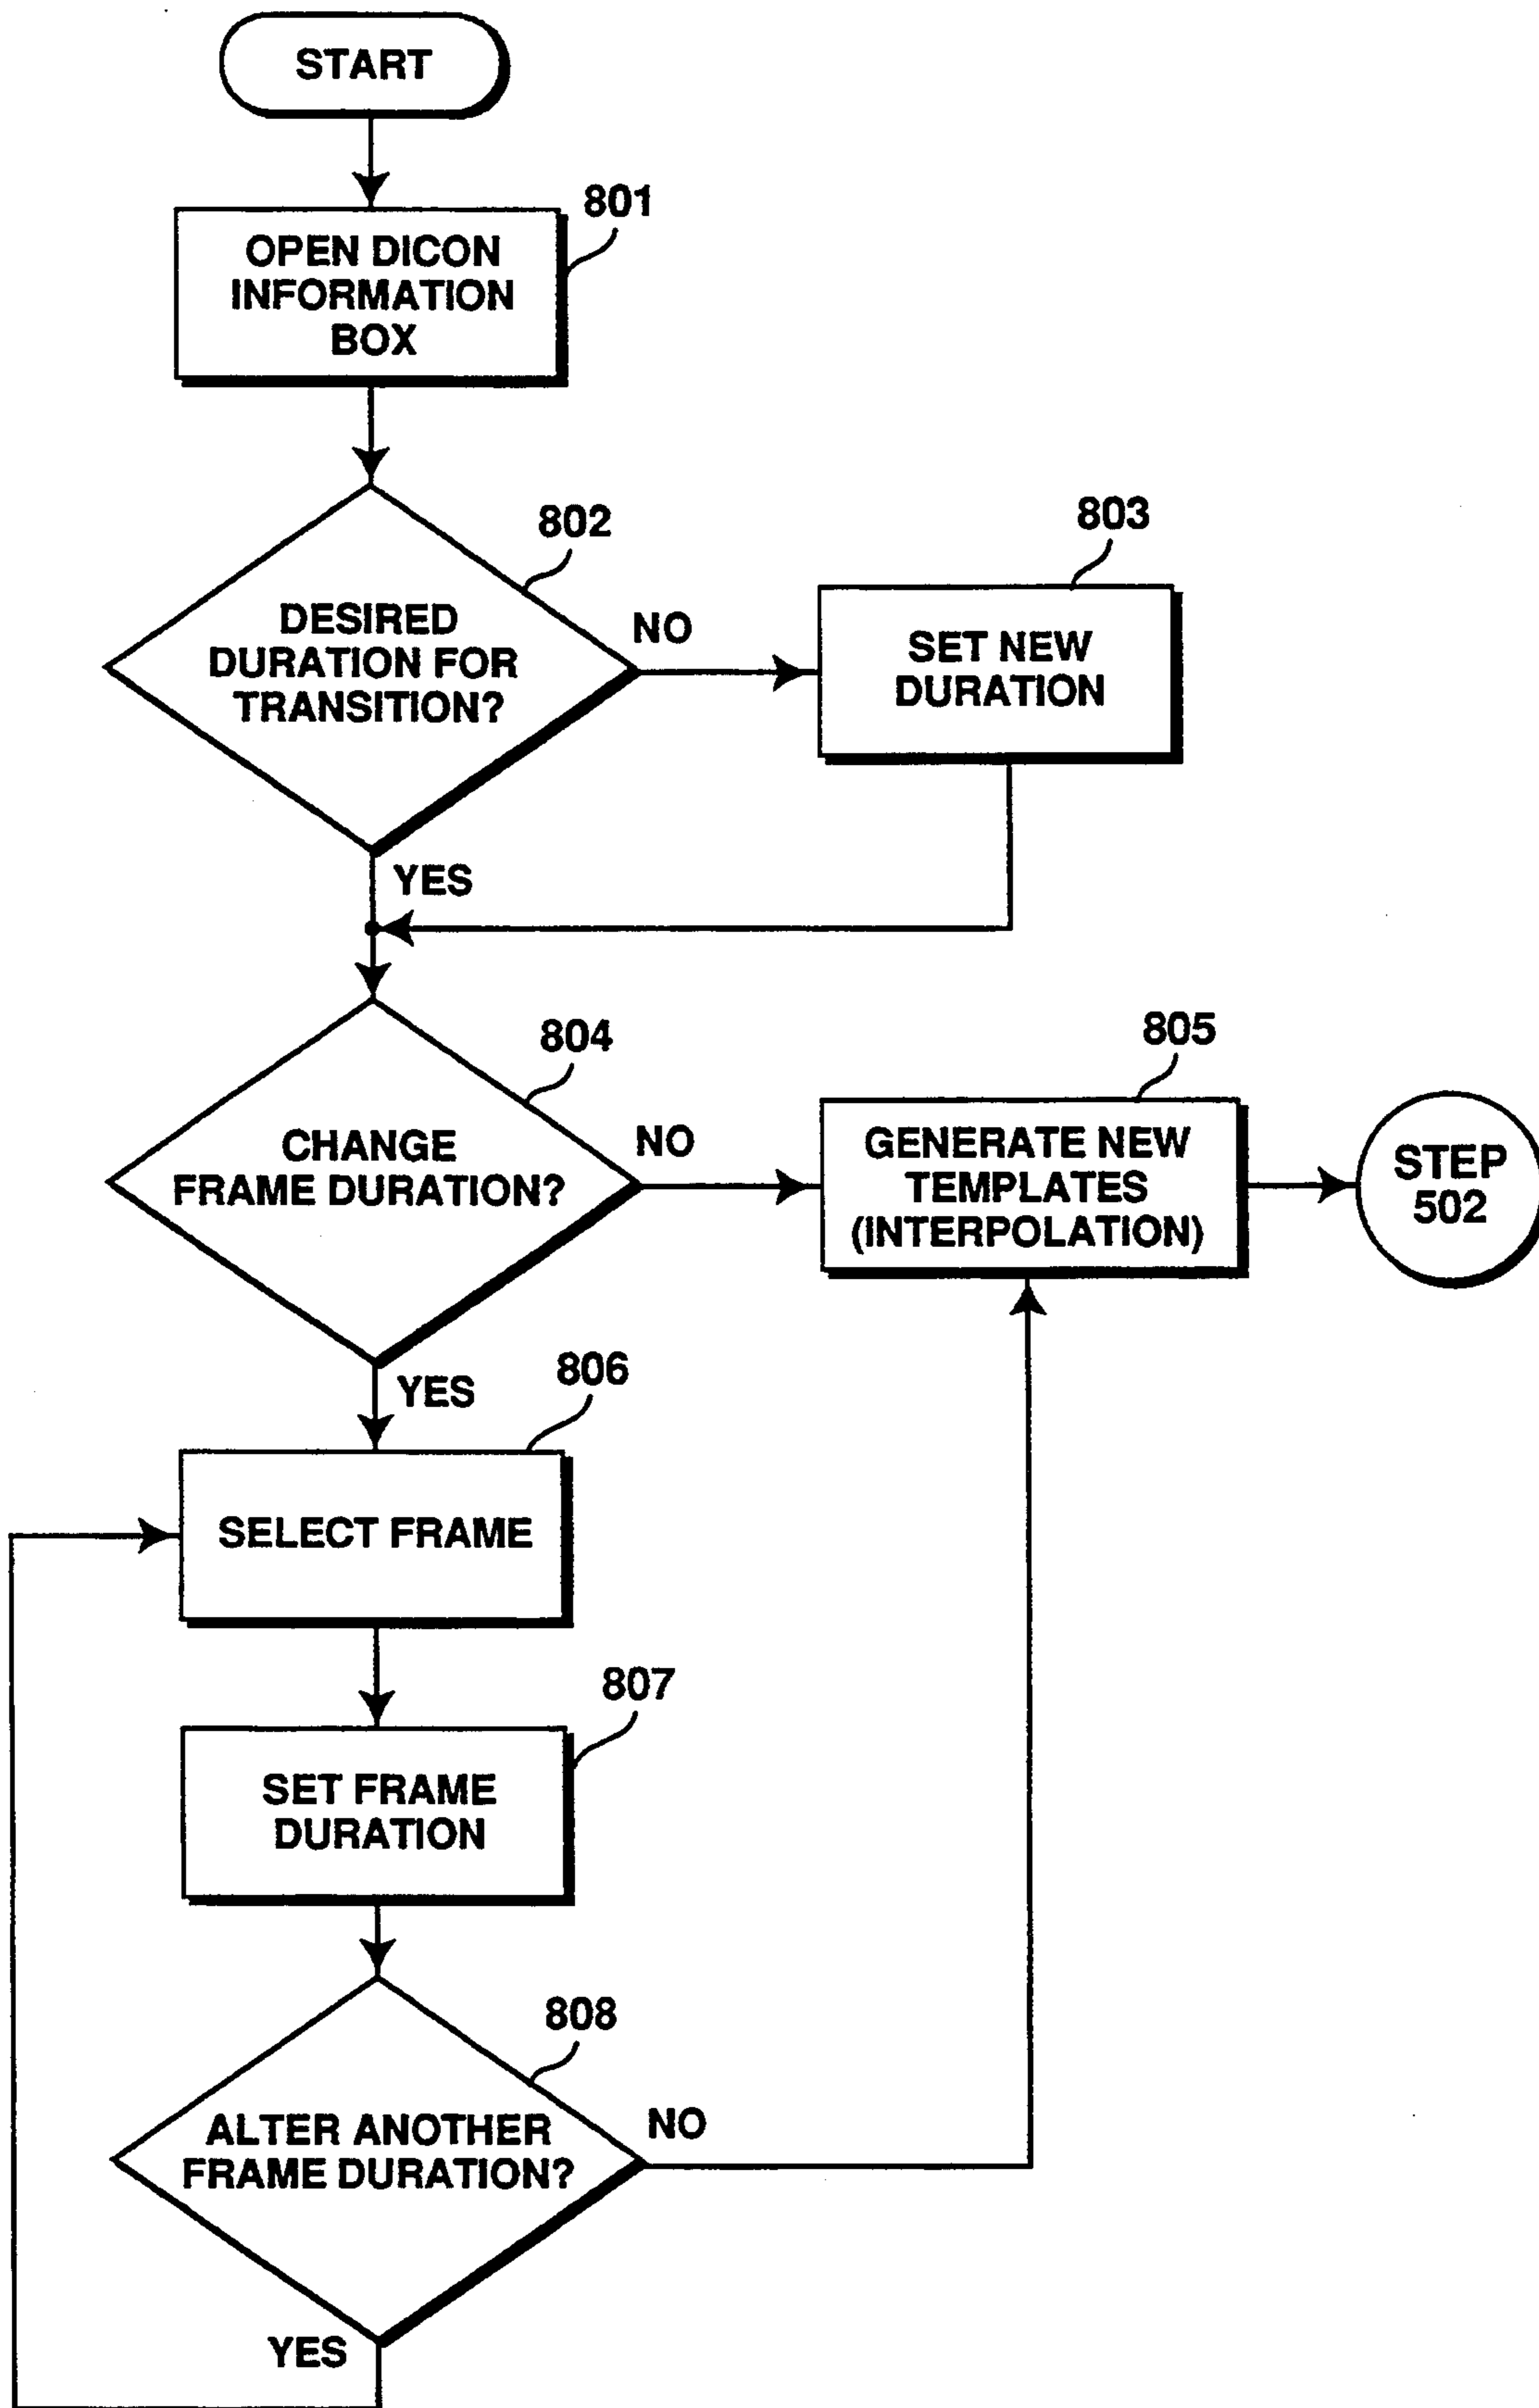 START
801
OPEN DICON
INFORMATION
BOX
802
803
DESIRED
DURATION FOR
TRANSITION?
NO
SET NEW
DURATION
YES
804
805
CHANGE
FRAME DURATION?
NO
GENERATE NEW
TEMPLATES
(INTERPOLATION)
STEP
502
YES
806
SELECT FRAME
807
SET FRAME
DURATION
808
ALTER ANOTHER
FRAME DURATION?
NO
YES